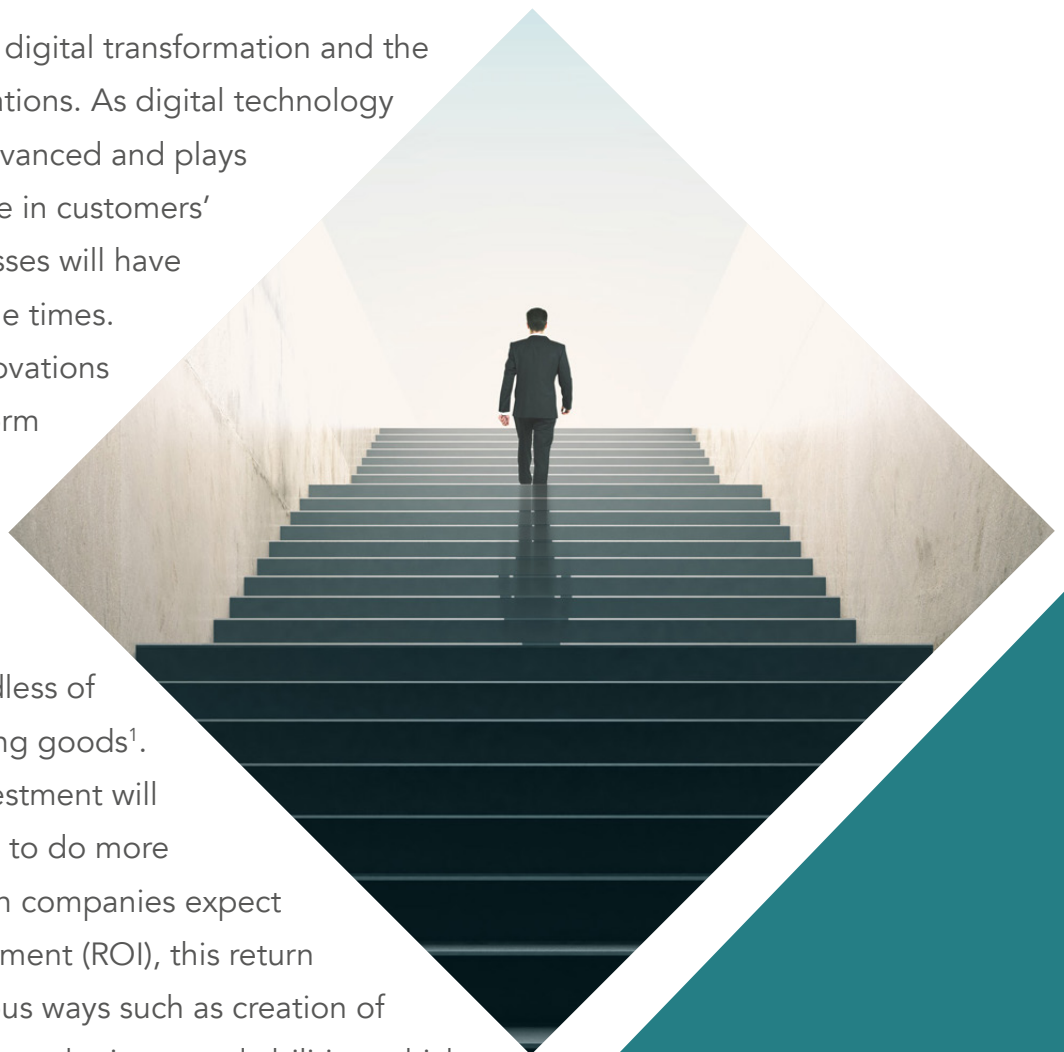 digital transformation and the
ations. As digital technology
vanced and plays
e in customers’
sses will have
e times.
ovations
rm
dless of
ng goods¹.
estment will
to do more
n companies expect
ment (ROI), this return
us ways such as creation of